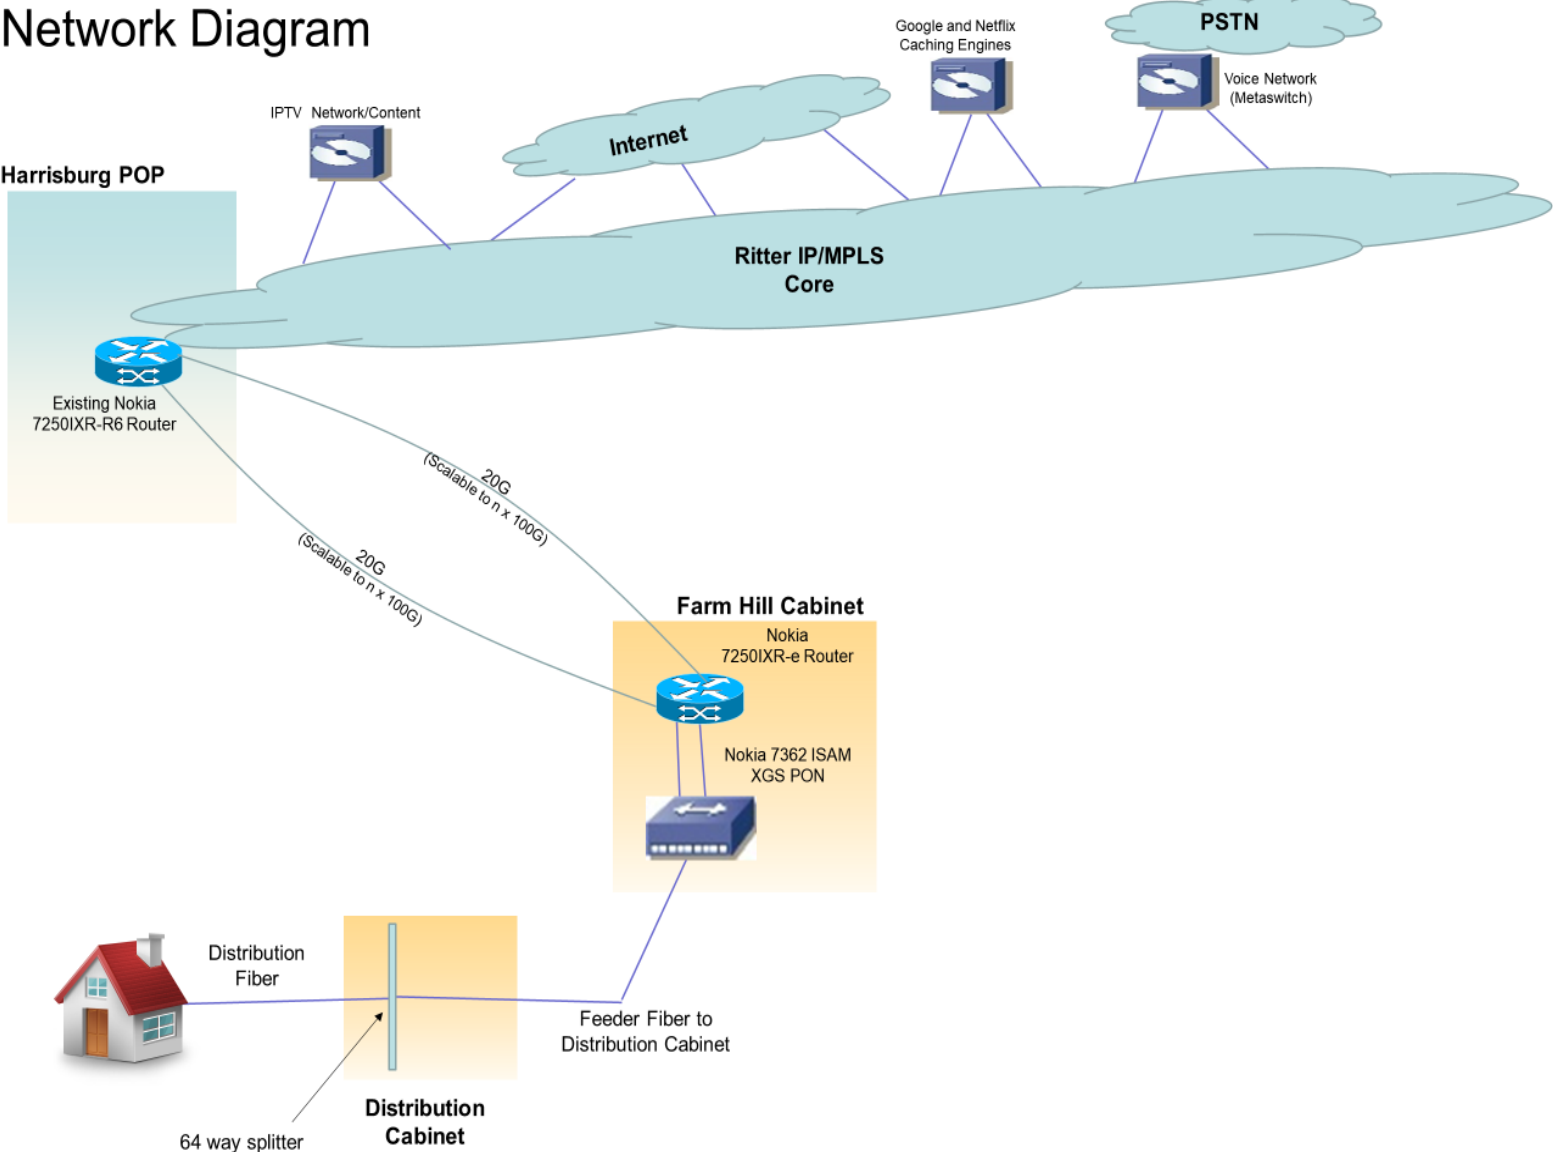 Network Diagram
Google and Netflix
Caching Engines
PSTN
Voice Network
(Metaswitch)
IPTV Network/Content
Internet
Harrisburg POP
Ritter IP/MPLS
Core
Existing Nokia
7250IXR-R6 Router
20G
(Scalable to n x 100G)
20G
(Scalable to n x 100G)
Farm Hill Cabinet
Nokia
7250IXR-e Router
Nokia 7362 ISAM
XGS PON
Distribution
Fiber
Feeder Fiber to
Distribution Cabinet
Distribution
Cabinet
64 way splitter